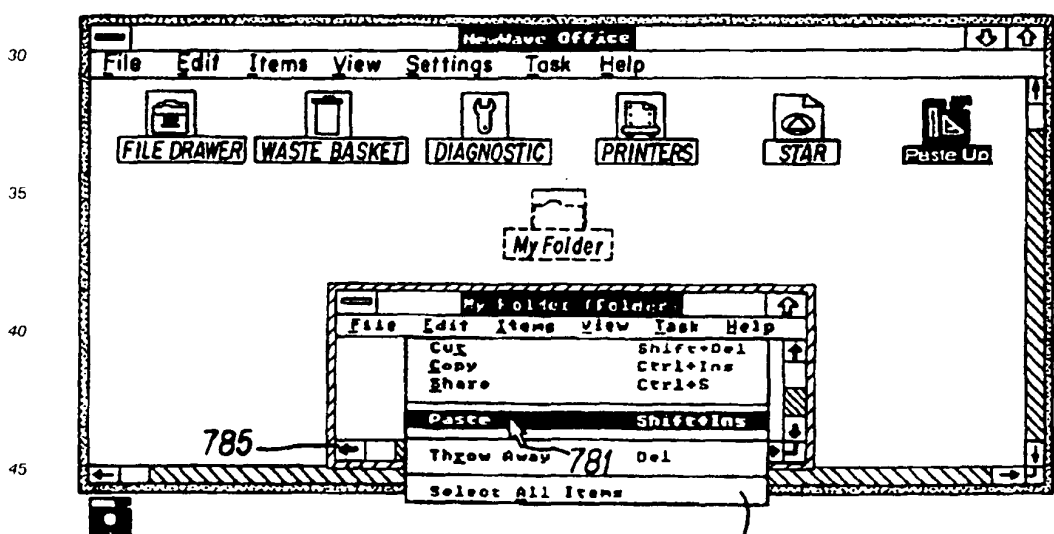 NewWave Office
30
File Edit Items View Settings Task Help
FILE DRAWER WASTE BASKET DIAGNOSTIC PRINTERS STAR Paste Up
35
My Folder
My Folder (Folder)
40
File Edit Items View Task Help
Cut Shift+Del
Copy Ctrl+Ins
Share Ctrl+S
Paste Shift+Ins
785
Throw Away 781 Del
45
Select All Items